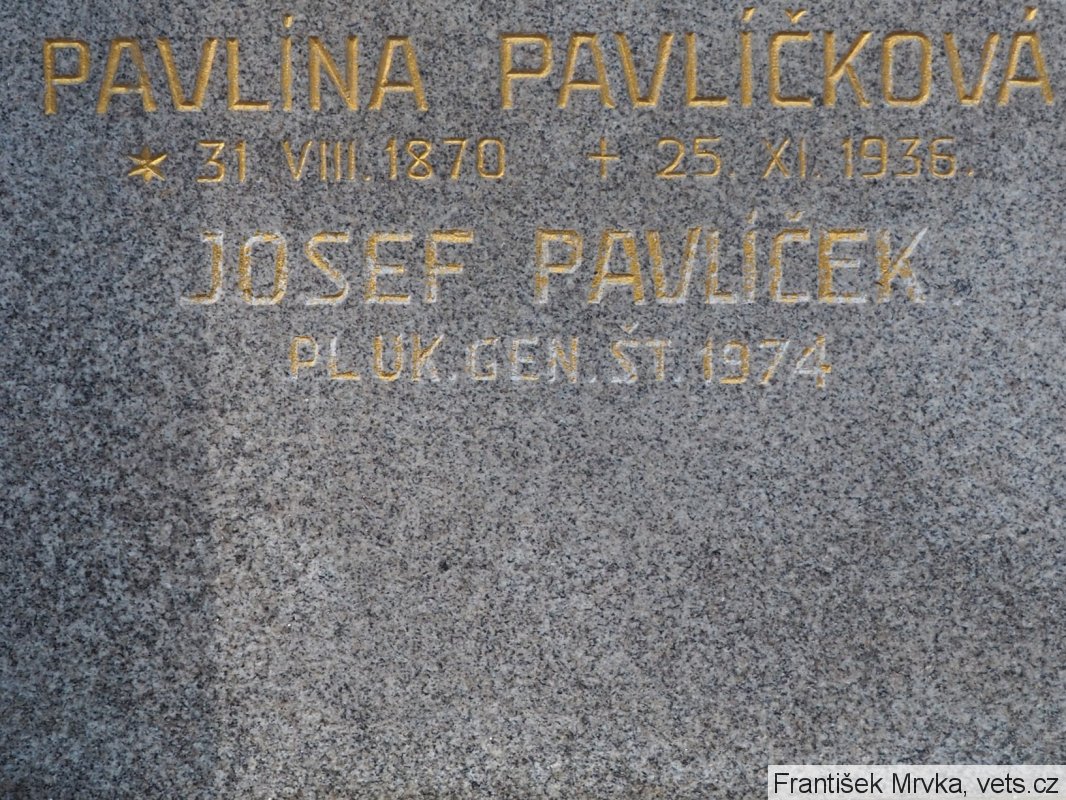 PAVLÍNA PAVLÍČKOVÁ
* 31. VIII. 1870 + 25. XI. 1936.
JOSEF PAVLÍČEK.
PLUK. GEN. ŠT. 1974
František Mrvka, vets.cz